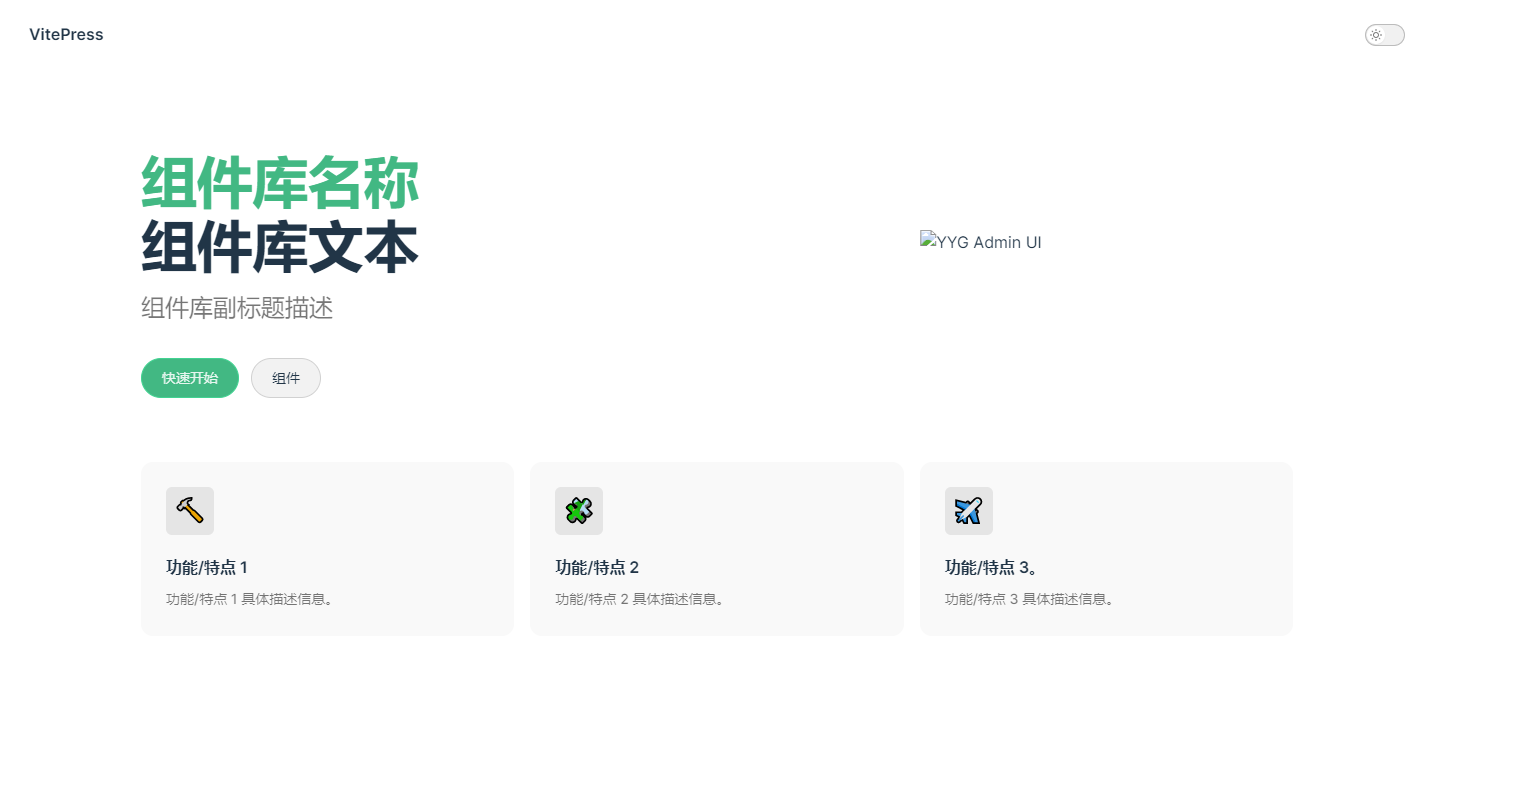 VitePress
组件库名称
组件库文本
组件库副标题描述
YYG Admin UI
快速开始
组件
功能/特点 1
功能/特点 1 具体描述信息。
功能/特点 2
功能/特点 2 具体描述信息。
功能/特点 3。
功能/特点 3 具体描述信息。